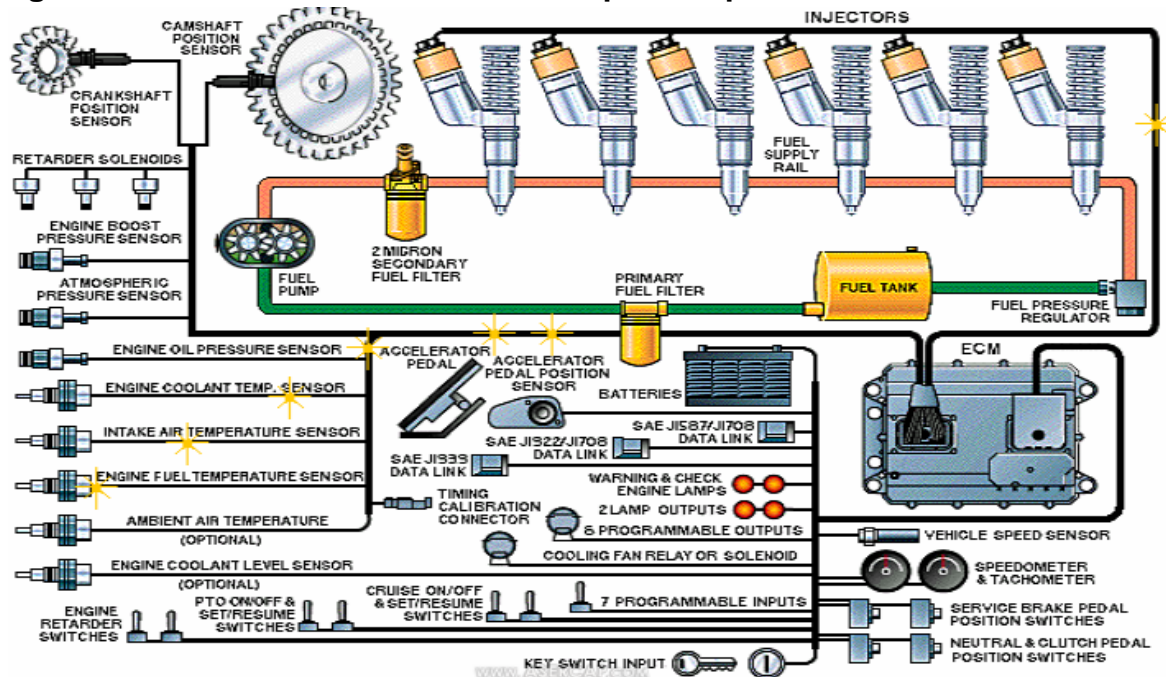 CAMSHAFT
POSITION
SENSOR
INJECTORS
CRANKSHAFT
POSITION
SENSOR
RETARDER SOLENOIDS
FUEL
SUPPLY
RAIL
ENGINE BOOST
PRESSURE SENSOR
2 MICRON
SECONDARY
FUEL FILTER
FUEL
PUMP
PRIMARY
FUEL FILTER
FUEL TANK
FUEL PRESSURE
REGULATOR
ATMOSPHERIC
PRESSURE SENSOR
ENGINE OIL PRESSURE SENSOR
ACCELERATOR
PEDAL
ACCELERATOR
PEDAL POSITION
SENSOR
BATTERIES
ECM
ENGINE COOLANT TEMP. SENSOR
INTAKE AIR TEMPERATURE SENSOR
SAE J1587/J1708
DATA LINK
SAE J1922/J1708
DATA LINK
SAE J1939
DATA LINK
ENGINE FUEL TEMPERATURE SENSOR
WARNING & CHECK
ENGINE LAMPS
TIMING
CALIBRATION
CONNECTOR
2 LAMP OUTPUTS
AMBIENT AIR TEMPERATURE
(OPTIONAL)
PROGRAMMABLE OUTPUTS
VEHICLE SPEED SENSOR
COOLING FAN RELAY OR SOLENOID
ENGINE COOLANT LEVEL SENSOR
(OPTIONAL)
SPEEDOMETER
& TACHOMETER
ENGINE
RETARDER
SWITCHES
PTO ON/OFF &
SET/RESUME
SWITCHES
CRUISE ON/OFF
& SET/RESUME
SWITCHES
7 PROGRAMMABLE INPUTS
SERVICE BRAKE PEDAL
POSITION SWITCHES
NEUTRAL & CLUTCH PEDAL
POSITION SWITCHES
KEY SWITCH INPUT